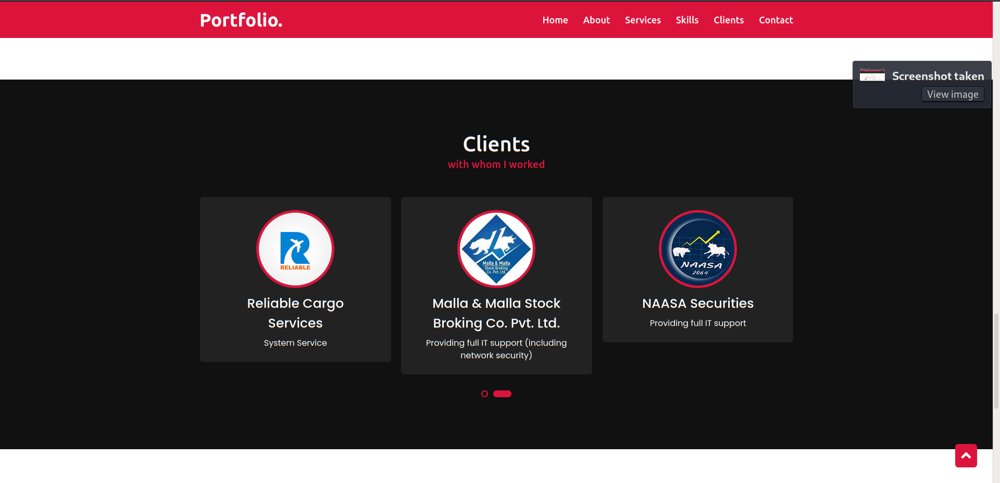 Portfolio.
Home About Services Skills Clients Contact
Screenshot taken
View image
Clients
with whom I worked
RELIABLE
Reliable Cargo
Services
System Service
Malla & Malla
Stock Broking
Co. Pvt. Ltd.
Malla & Malla Stock
Broking Co. Pvt. Ltd.
Providing full IT support (including
network security)
NAASA
2064
NAASA Securities
Providing full IT support